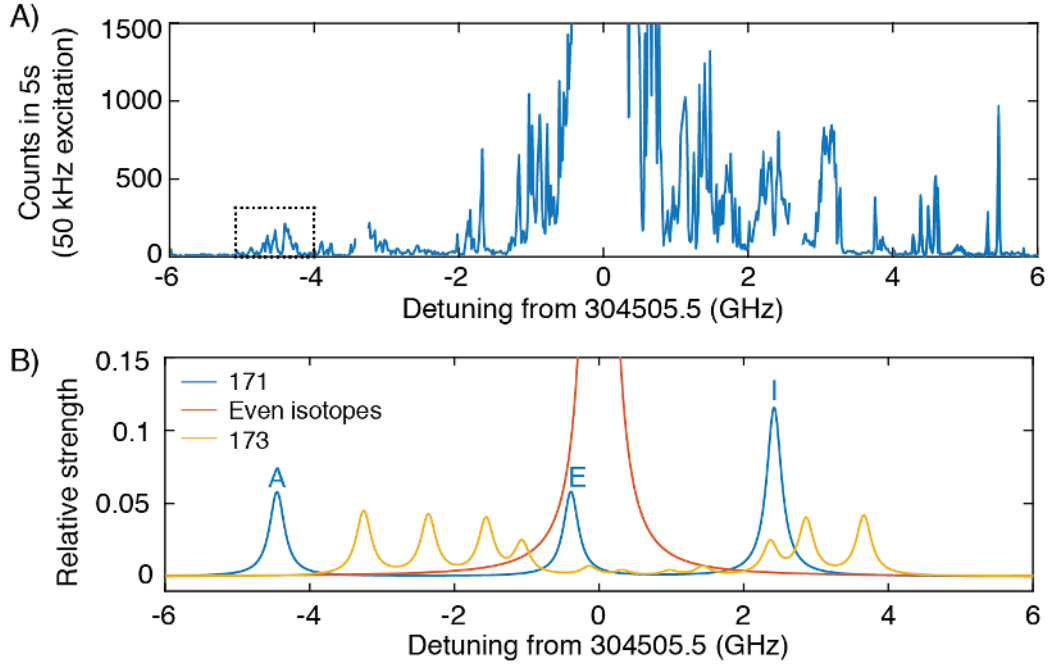 A)
1500
1000
500
0
Counts in 5s
(50 kHz excitation)
-6 -4 -2 0 2 4 6
Detuning from 304505.5 (GHz)
B)
0.15
0.1
0.05
0
Relative strength
171
Even isotopes
173
A
E
I
-6 -4 -2 0 2 4 6
Detuning from 304505.5 (GHz)